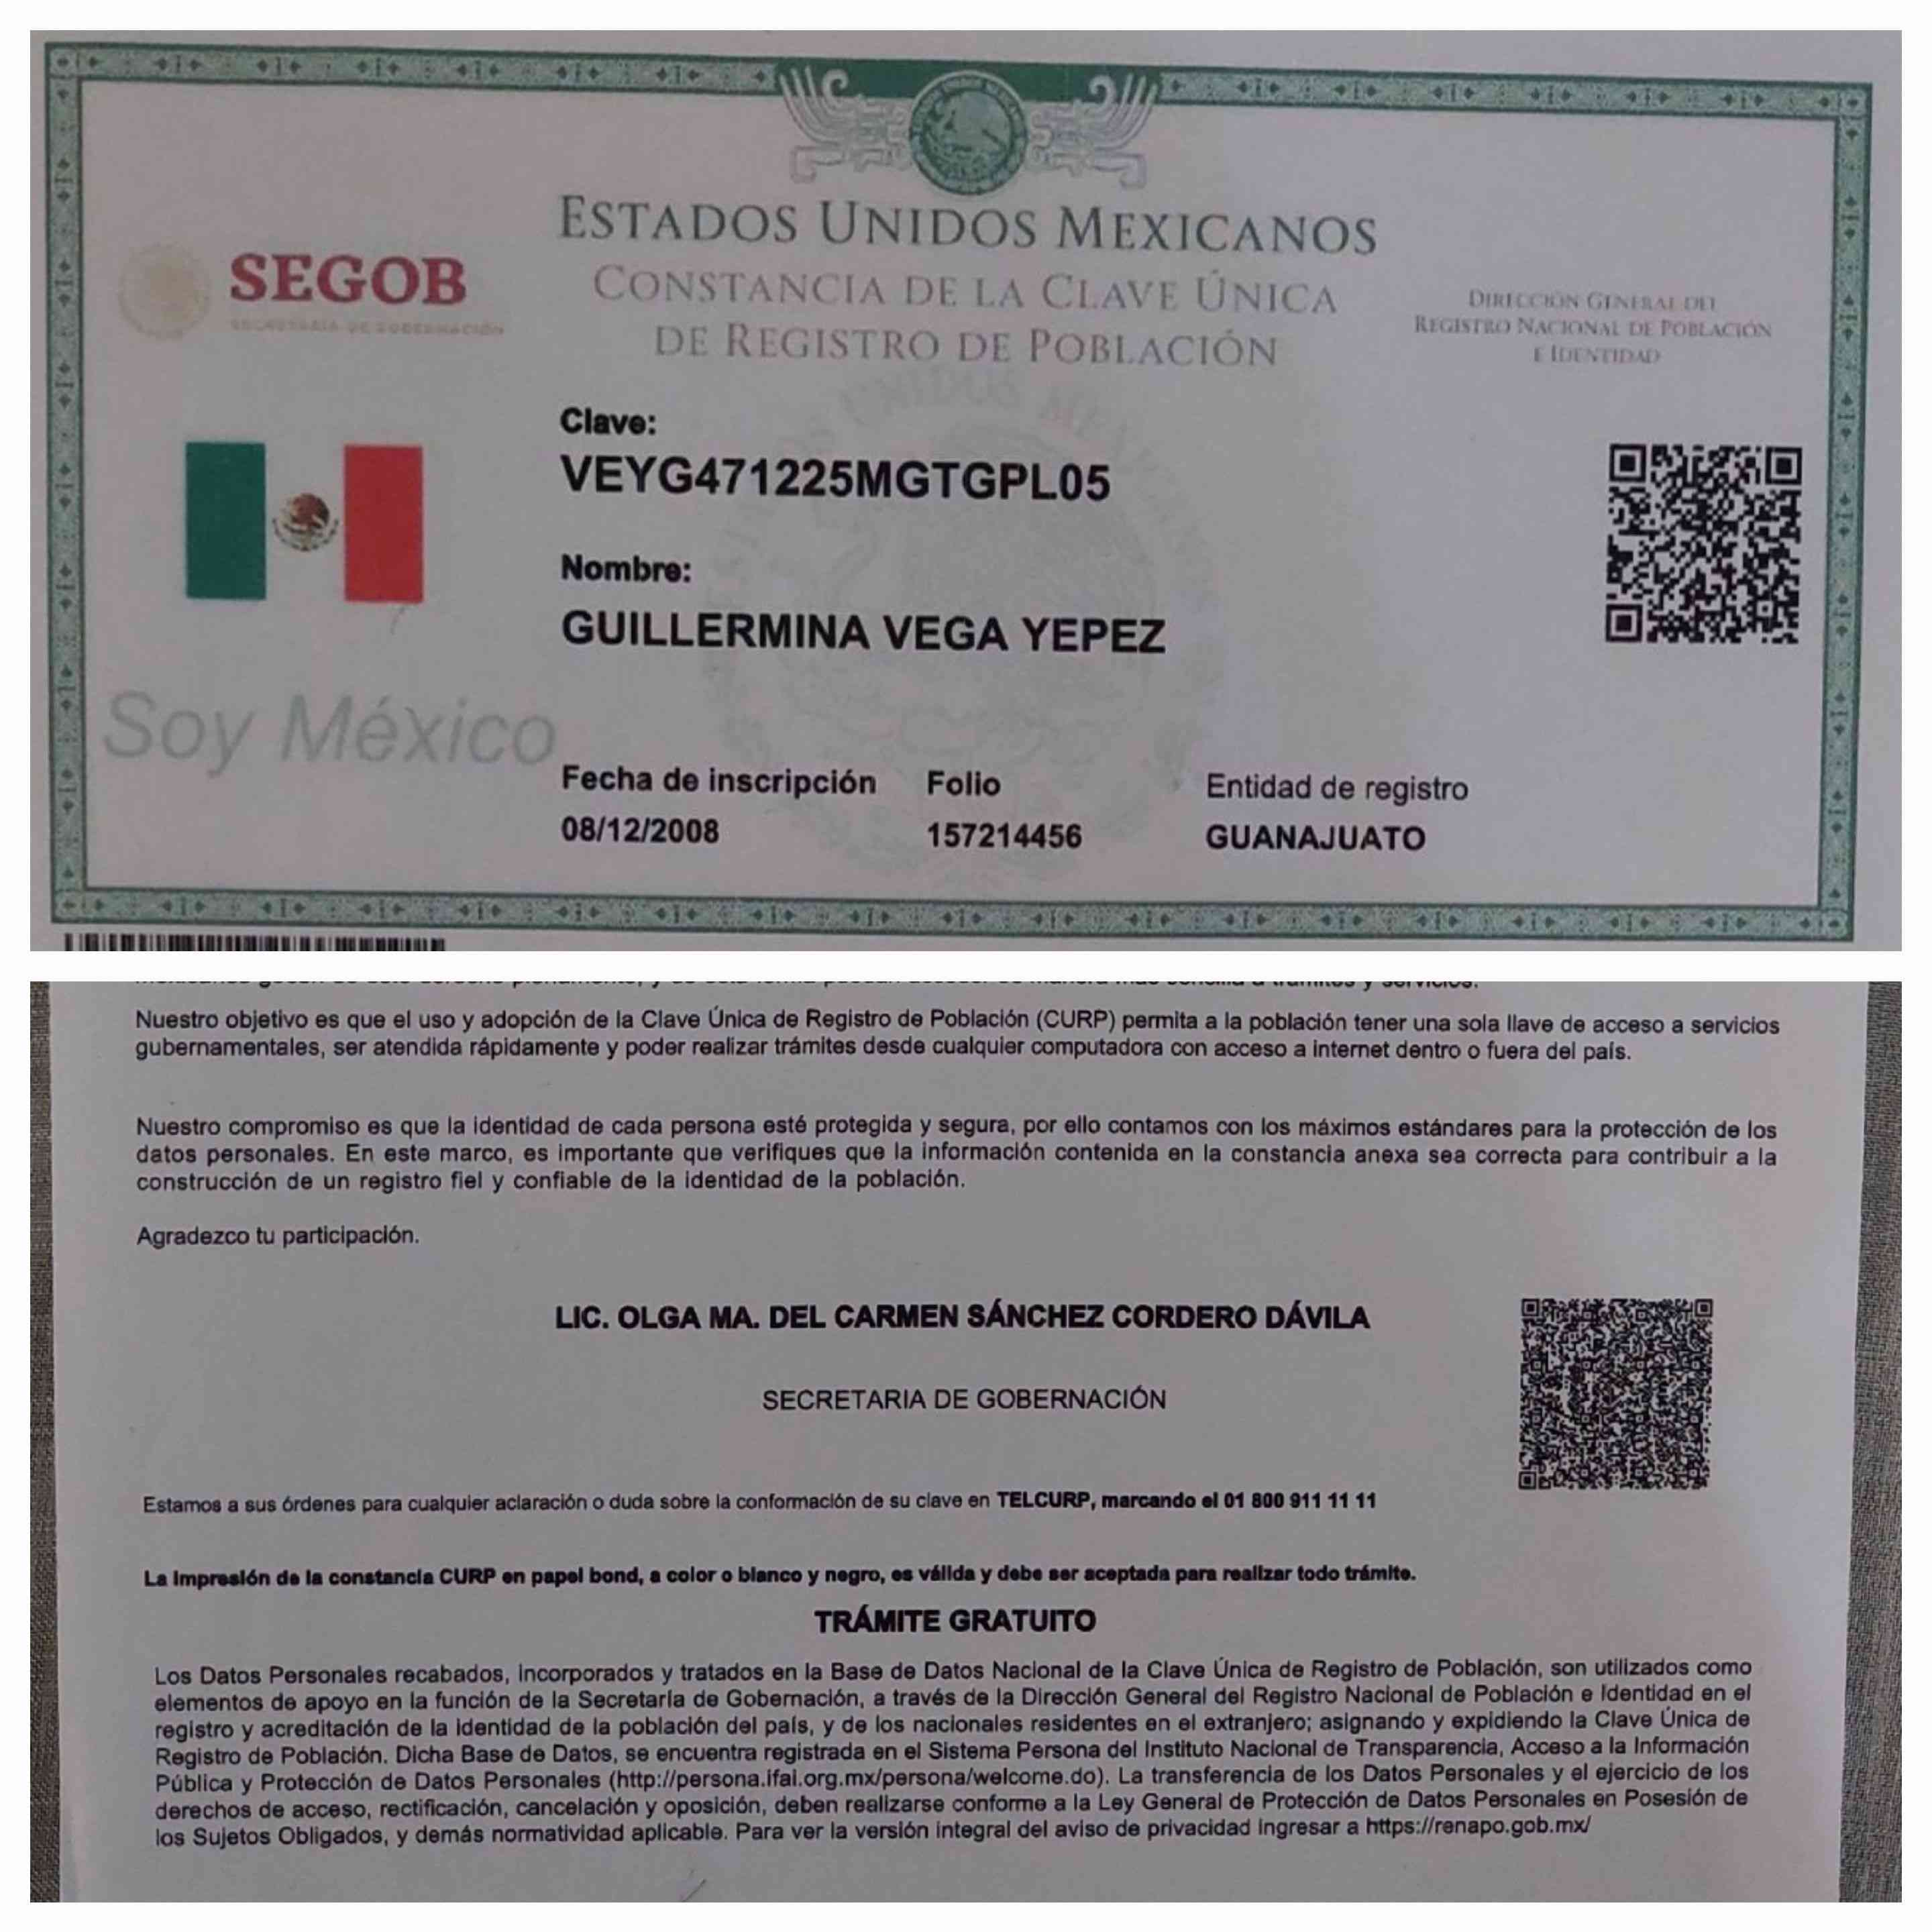 ESTADOS UNIDOS MEXICANOS
CONSTANCIA DE LA CLAVE ÚNICA
DE REGISTRO DE POBLACIÓN
SEGOB
SECRETARÍA DE GOBERNACIÓN
DIRECCIÓN GENERAL DEL
REGISTRO NACIONAL DE POBLACIÓN
E IDENTIDAD
Clave:
VEYG471225MGTGPL05
Nombre:
GUILLERMINA VEGA YEPEZ
Soy México
Fecha de inscripción Folio Entidad de registro
08/12/2008 157214456 GUANAJUATO
Nuestro objetivo es que el uso y adopción de la Clave Única de Registro de Población (CURP) permita a la población tener una sola llave de acceso a servicios
gubernamentales, ser atendida rápidamente y poder realizar trámites desde cualquier computadora con acceso a internet dentro o fuera del país.
Nuestro compromiso es que la identidad de cada persona esté protegida y segura, por ello contamos con los máximos estándares para la protección de los
datos personales. En este marco, es importante que verifiques que la información contenida en la constancia anexa sea correcta para contribuir a la
construcción de un registro fiel y confiable de la identidad de la población.
Agradezco tu participación.
LIC. OLGA MA. DEL CARMEN SÁNCHEZ CORDERO DÁVILA
SECRETARIA DE GOBERNACIÓN
Estamos a sus órdenes para cualquier aclaración o duda sobre la conformación de su clave en TELCURP, marcando el 01 800 911 11 11
La Impresión de la constancia CURP en papel bond, a color o blanco y negro, es válida y debe ser aceptada para realizar todo trámite.
TRÁMITE GRATUITO
Los Datos Personales recabados, incorporados y tratados en la Base de Datos Nacional de la Clave Única de Registro de Población, son utilizados como
elementos de apoyo en la función de la Secretaría de Gobernación, a través de la Dirección General del Registro Nacional de Población e Identidad en el
registro y acreditación de la identidad de la población del país, y de los nacionales residentes en el extranjero; asignando y expidiendo la Clave Única de
Registro de Población. Dicha Base de Datos, se encuentra registrada en el Sistema Persona del Instituto Nacional de Transparencia, Acceso a la Información
Pública y Protección de Datos Personales (http://persona.ifai.org.mx/persona/welcome.do). La transferencia de los Datos Personales y el ejercicio de los
derechos de acceso, rectificación, cancelación y oposición, deben realizarse conforme a la Ley General de Protección de Datos Personales en Posesión de
los Sujetos Obligados, y demás normatividad aplicable. Para ver la versión integral del aviso de privacidad ingresar a https://renapo.gob.mx/